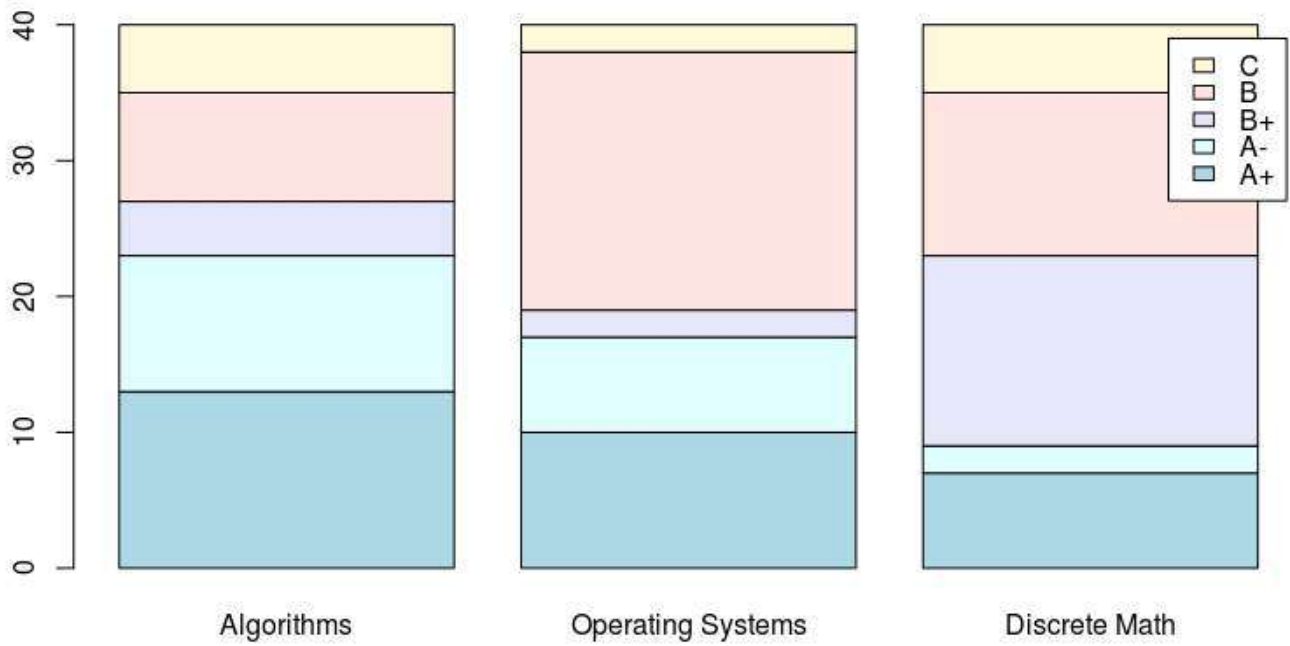 40
30
20
10
0
C
B
B+
A-
A+
Algorithms
Operating Systems
Discrete Math